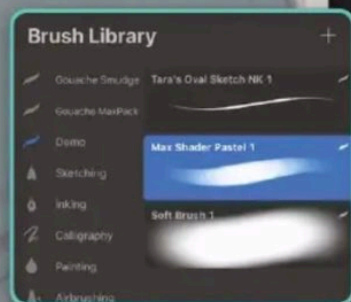 Brush Library
Gouache Smudge
Gouache MaxPack
Demo
Sketching
Inking
Calligraphy
Painting
Airbrushing
Tara's Oval Sketch NK 1
Max Shader Pastel 1
Soft Brush 1